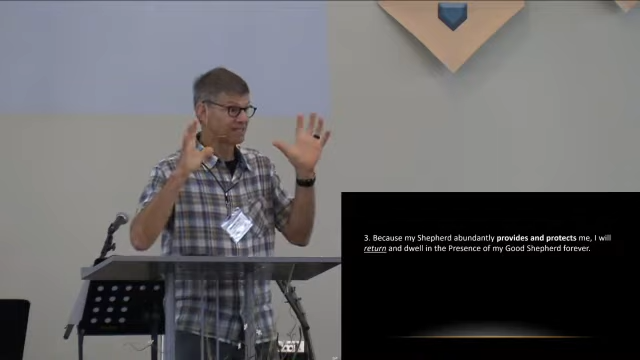 3. Because my Shepherd abundantly provides and protects me, I will
return and dwell in the Presence of my Good Shepherd forever.